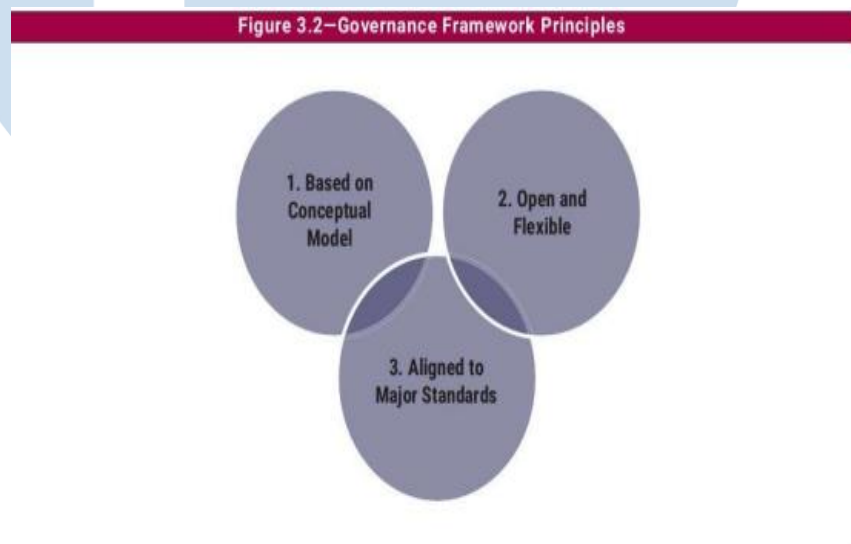 Figure 3.2—Governance Framework Principles
1. Based on
Conceptual
Model
2. Open and
Flexible
3. Aligned to
Major Standards